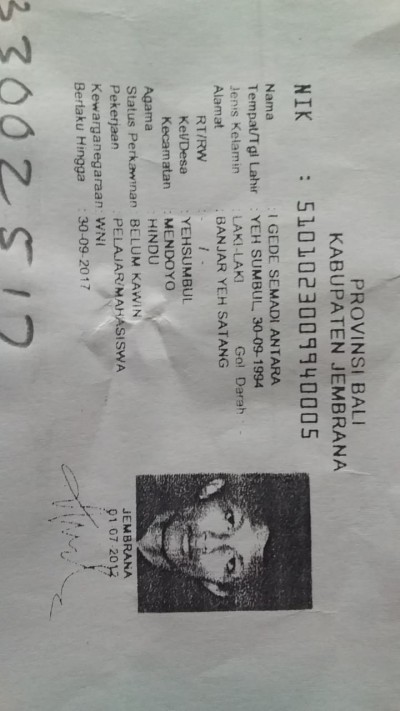 PROVINSI BALI
KABUPATEN JEMBRANA
NIK : 5101023009940005
Nama : I GEDE SEMADI ANTARA
Tempat/Tgl Lahir : YEH SUMBUL, 30-09-1994
Jenis Kelamin : LAKI-LAKI Gol Darah : -
Alamat : BANJAR YEH SATANG
RT/RW : - / -
Kel/Desa : YEHSUMBUL
Kecamatan : MENDOYO
Agama : HINDU
Status Perkawinan : BELUM KAWIN
Pekerjaan : PELAJAR/MAHASISWA
Kewarganegaraan : WNI
Berlaku Hingga : 30-09-2017
JEMBRANA
01-07-2012